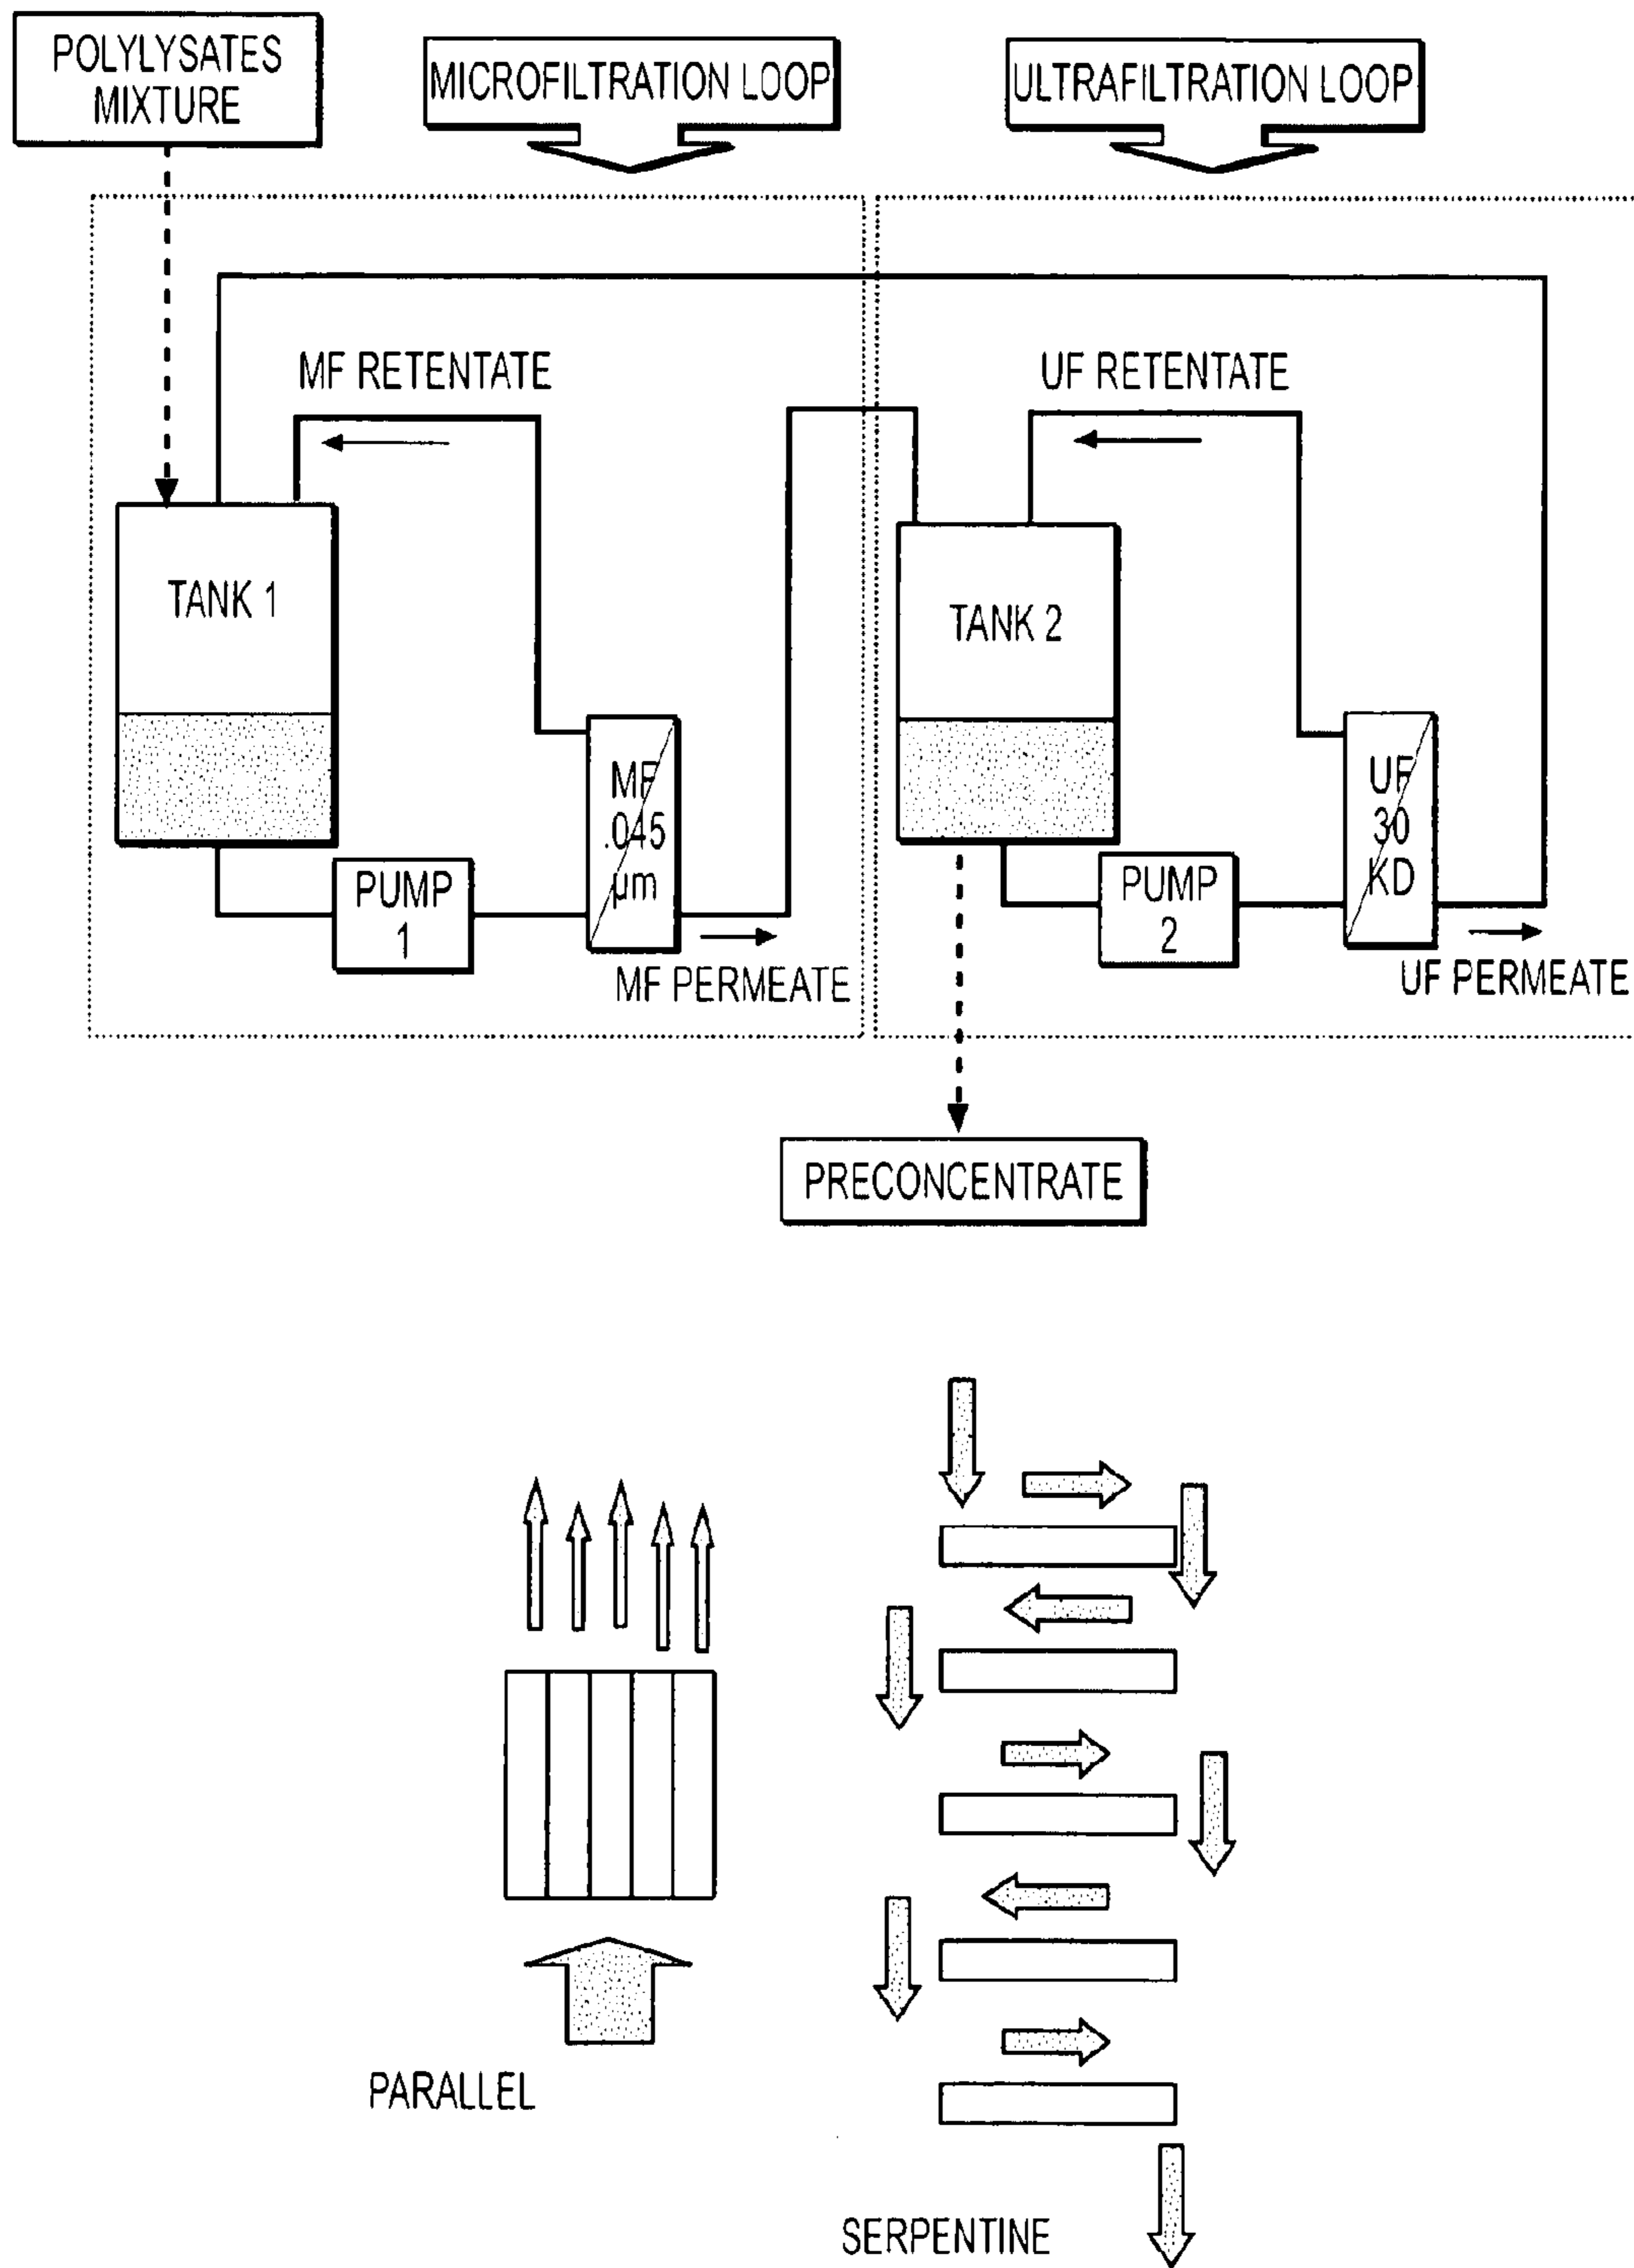 POLYLYSATES
MIXTURE
MICROFILTRATION LOOP
ULTRAFILTRATION LOOP
MF RETENTATE
UF RETENTATE
TANK 1
TANK 2
MF
.045
µm
UF
30
KD
PUMP
1
PUMP
2
MF PERMEATE
UF PERMEATE
PRECONCENTRATE
PARALLEL
SERPENTINE